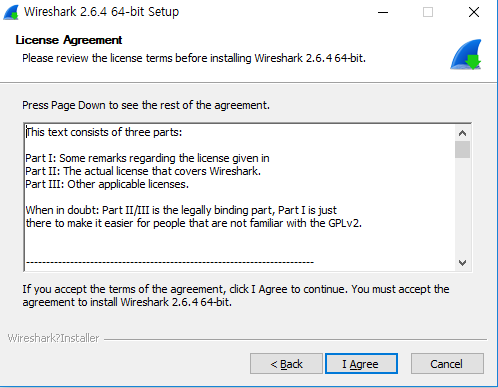 Wireshark 2.6.4 64-bit Setup
License Agreement
Please review the license terms before installing Wireshark 2.6.4 64-bit.
Press Page Down to see the rest of the agreement.
This text consists of three parts:
Part I: Some remarks regarding the license given in
Part II: The actual license that covers Wireshark.
Part III: Other applicable licenses.
When in doubt: Part II/III is the legally binding part, Part I is just
there to make it easier for people that are not familiar with the GPLv2.
-----------------------------------------------------------------------
If you accept the terms of the agreement, click I Agree to continue. You must accept the
agreement to install Wireshark 2.6.4 64-bit.
Wireshark?Installer
< Back
I Agree
Cancel